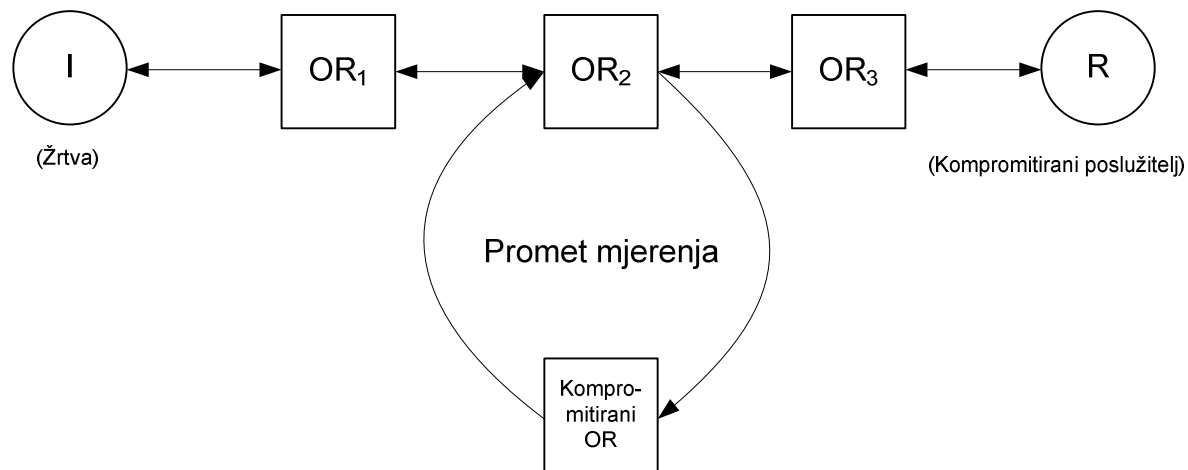 I
OR₁
OR₂
OR₃
R
(Žrtva)
(Kompromitirani poslužitelj)
Promet mjerenja
Kompro-
mitirani
OR